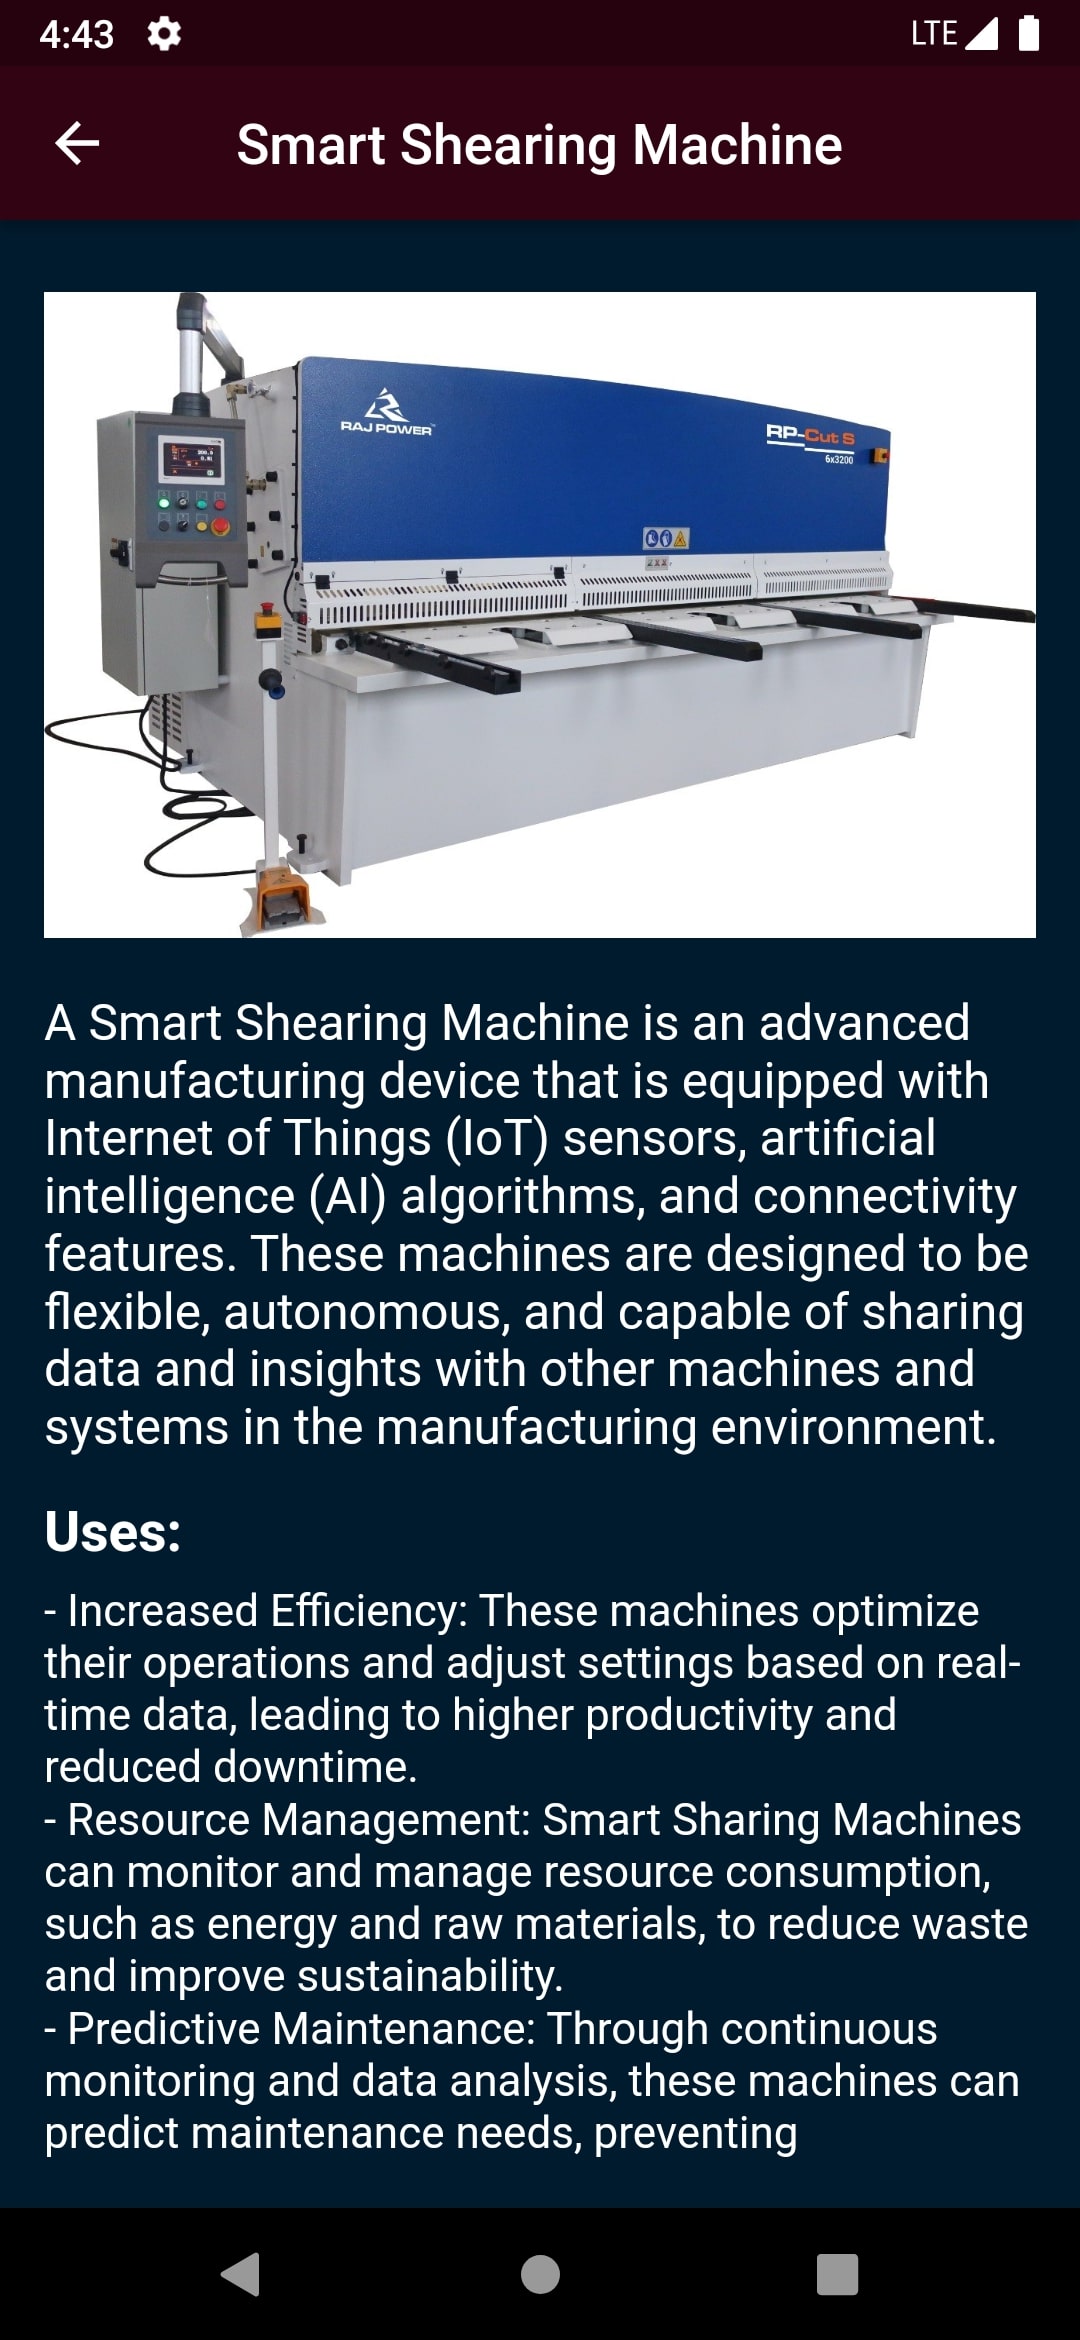 4:43
LTE
Smart Shearing Machine
RAJ POWER
RP-Cut S
6x3200
A Smart Shearing Machine is an advanced
manufacturing device that is equipped with
Internet of Things (IoT) sensors, artificial
intelligence (AI) algorithms, and connectivity
features. These machines are designed to be
flexible, autonomous, and capable of sharing
data and insights with other machines and
systems in the manufacturing environment.
Uses:
- Increased Efficiency: These machines optimize
their operations and adjust settings based on real-
time data, leading to higher productivity and
reduced downtime.
- Resource Management: Smart Sharing Machines
can monitor and manage resource consumption,
such as energy and raw materials, to reduce waste
and improve sustainability.
- Predictive Maintenance: Through continuous
monitoring and data analysis, these machines can
predict maintenance needs, preventing